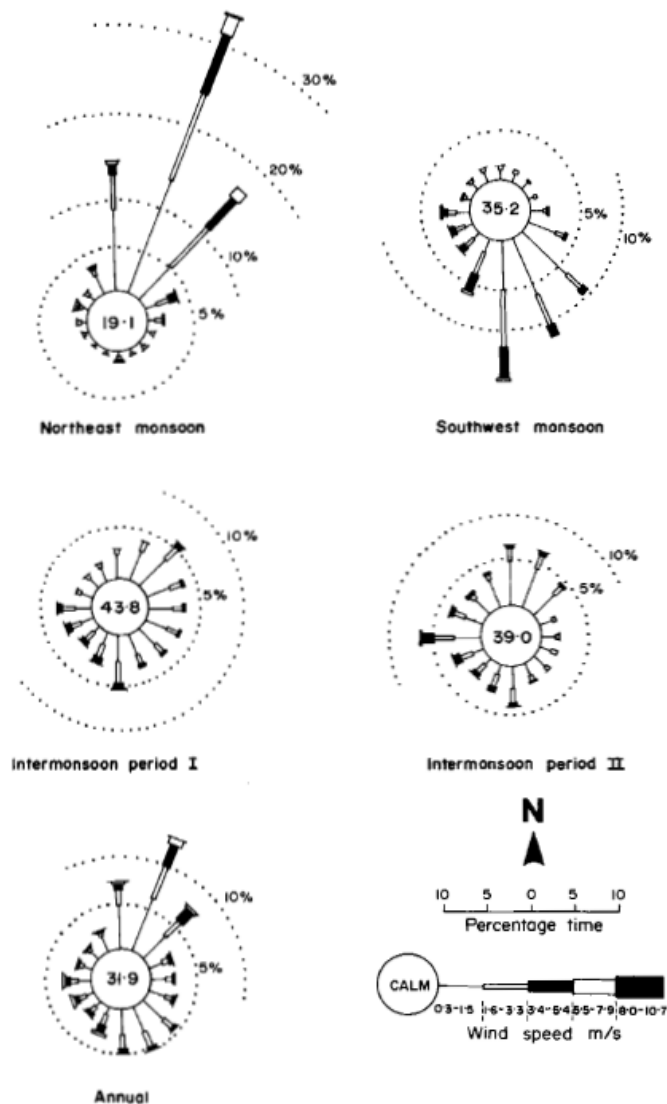 30%
20%
10%
5%
19·1
Northeast monsoon
35·2
5%
10%
Southwest monsoon
10%
5%
43·8
Intermonsoon period I
10%
5%
39·0
Intermonsoon period II
10%
5%
31·9
Annual
N
10 5 0 5 10
Percentage time
CALM
0·3-1·5 1·6-3·3 3·4-5·4 5·5-7·9 8·0-10·7
Wind speed m/s